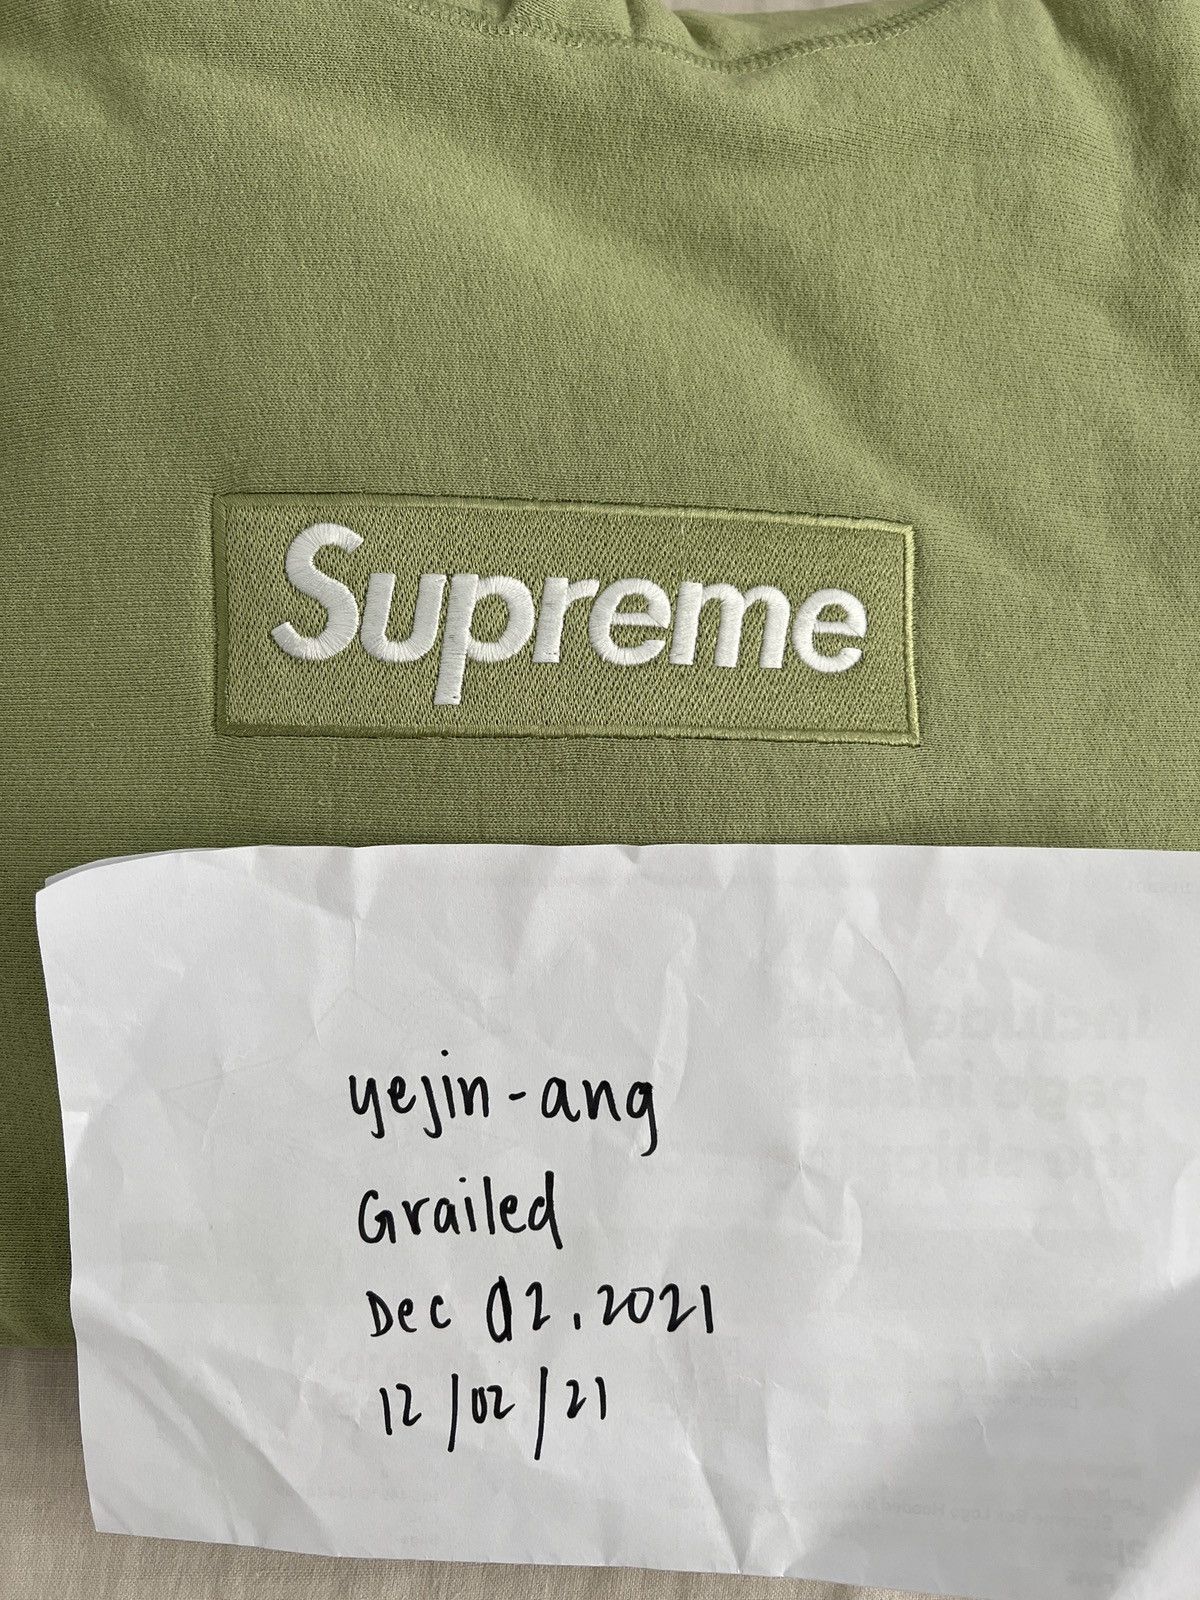 Supreme
yejin-ang
Grailed
Dec 02, 2021
12/02/21